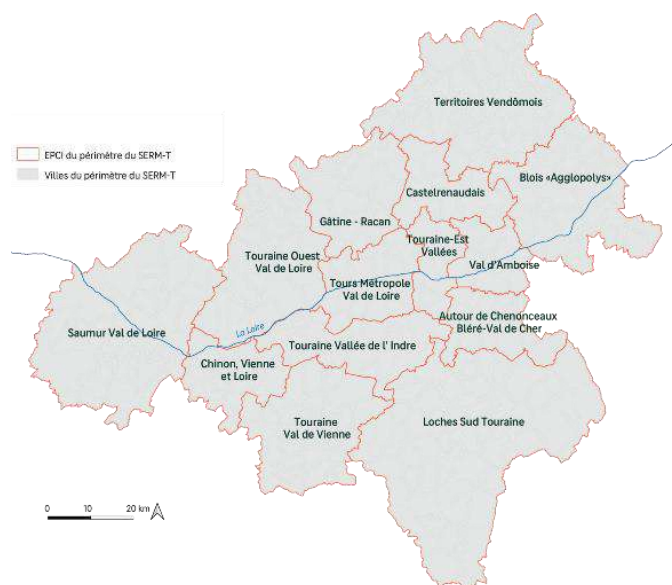 Territoires Vendômois
EPCI du périmètre du SERM-T
Villes du périmètre du SERM-T
Blois «Agglopolys»
Castelrenaudais
Gâtine - Racan
Touraine-Est
Vallées
Touraine Ouest
Val de Loire
Val d'Amboise
Tours Métropole
Val de Loire
Autour de Chenonceaux
Bléré-Val de Cher
La Loire
Saumur Val de Loire
Touraine Vallée de l' Indre
Chinon, Vienne
et Loire
Touraine
Val de Vienne
Loches Sud Touraine
0 10 20 km